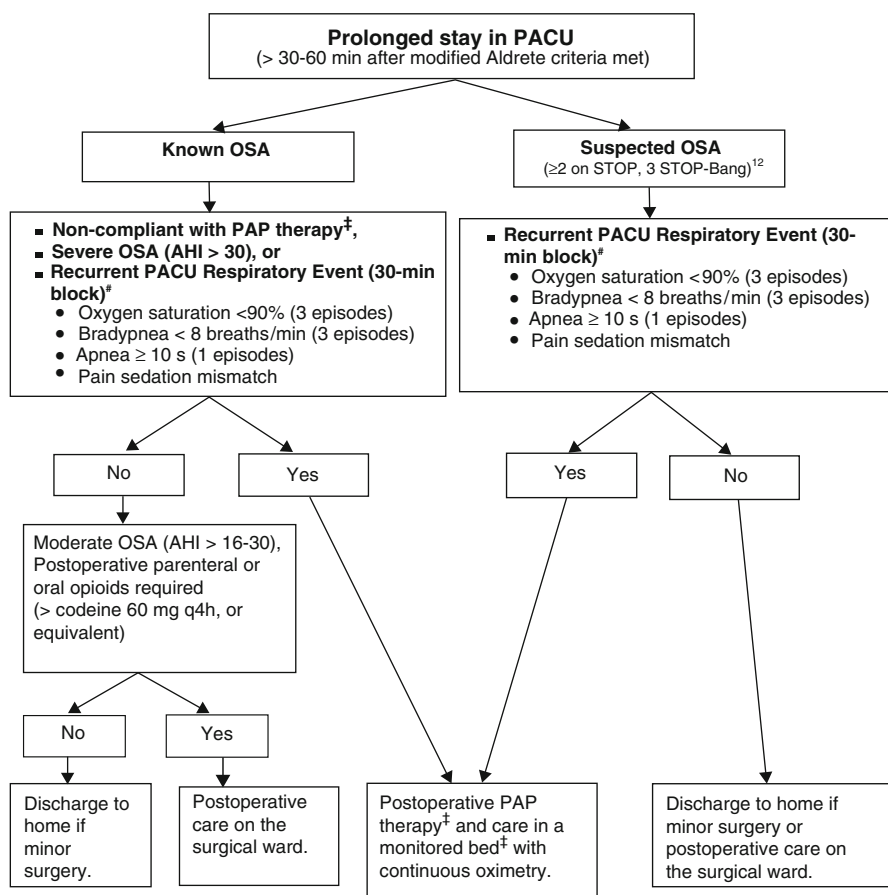 Prolonged stay in PACU
(> 30-60 min after modified Aldrete criteria met)
Known OSA
Suspected OSA
(≥2 on STOP, 3 STOP-Bang)12
▪ Non-compliant with PAP therapy‡,
▪ Severe OSA (AHI > 30), or
▪ Recurrent PACU Respiratory Event (30-min
block)#
• Oxygen saturation <90% (3 episodes)
• Bradypnea < 8 breaths/min (3 episodes)
• Apnea ≥ 10 s (1 episodes)
• Pain sedation mismatch
▪ Recurrent PACU Respiratory Event (30-
min block)#
• Oxygen saturation <90% (3 episodes)
• Bradypnea < 8 breaths/min (3 episodes)
• Apnea ≥ 10 s (1 episodes)
• Pain sedation mismatch
No
Yes
Yes
No
Moderate OSA (AHI > 16-30),
Postoperative parenteral or
oral opioids required
(> codeine 60 mg q4h, or
equivalent)
No
Yes
Discharge to
home if
minor
surgery.
Postoperative
care on the
surgical ward.
Postoperative PAP
therapy‡ and care in a
monitored bed‡ with
continuous oximetry.
Discharge to home if
minor surgery or
postoperative care on
the surgical ward.